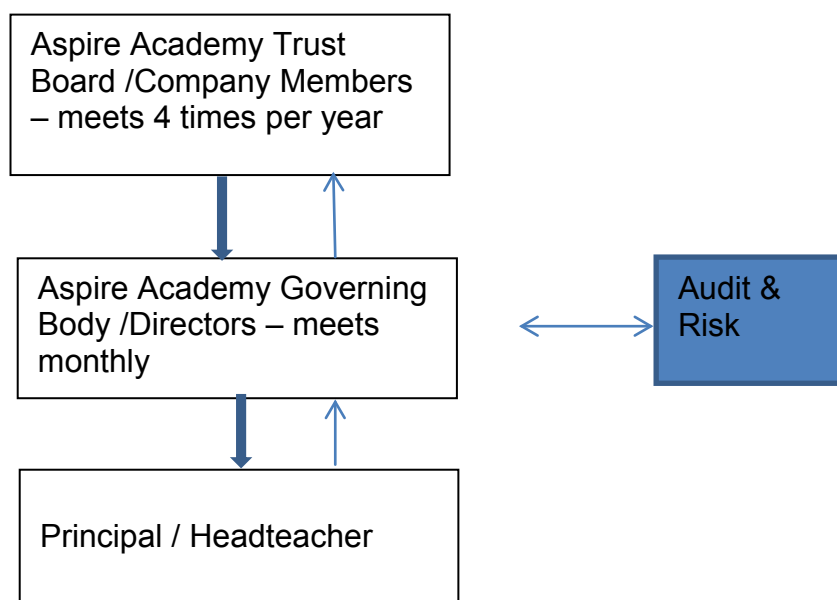 Aspire Academy Trust
Board /Company Members
– meets 4 times per year
Aspire Academy Governing
Body /Directors – meets
monthly
Audit &
Risk
Principal / Headteacher